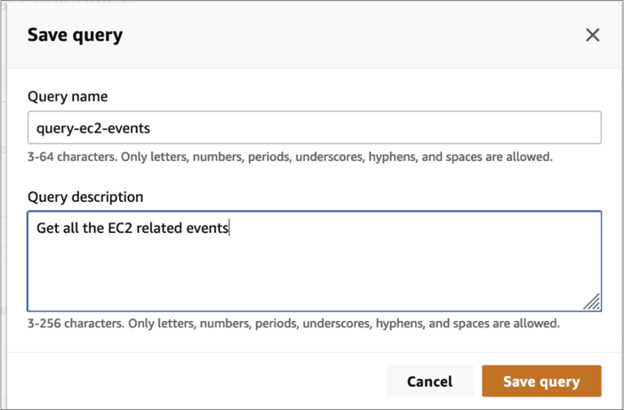 Save query
Query name
query-ec2-events
3-64 characters. Only letters, numbers, periods, underscores, hyphens, and spaces are allowed.
Query description
Get all the EC2 related events
3-256 characters. Only letters, numbers, periods, underscores, hyphens, and spaces are allowed.
Cancel Save query